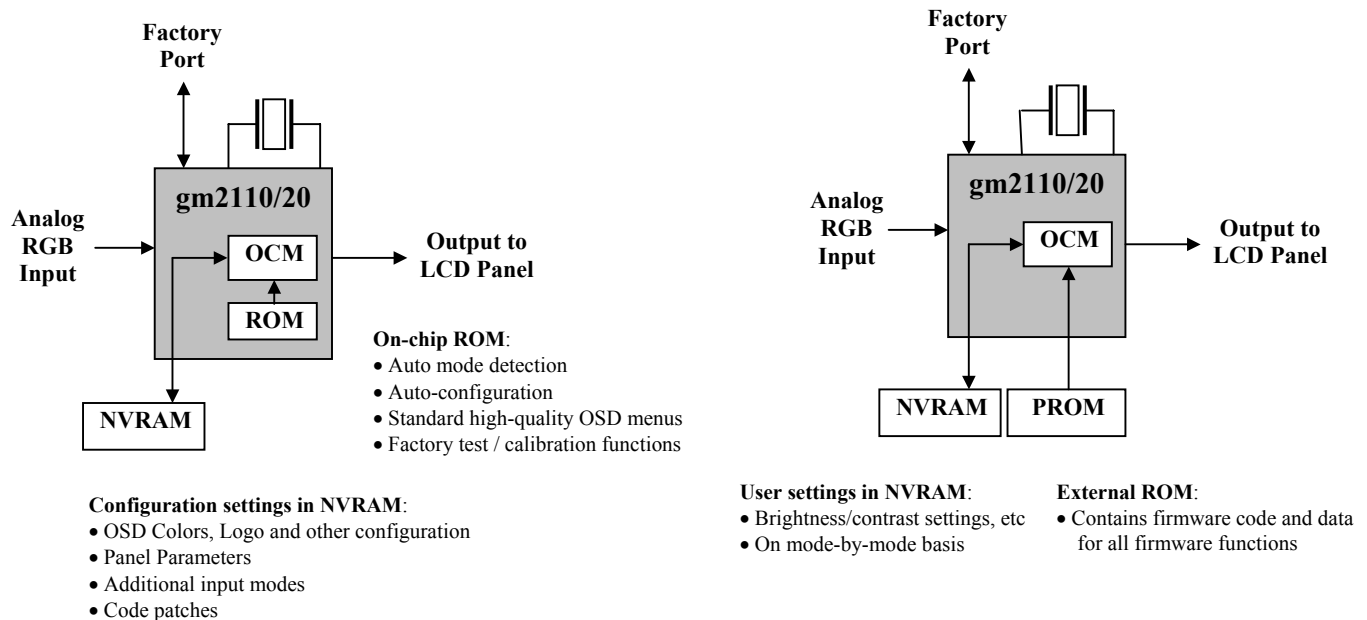 Factory
Port
gm2110/20
Analog
RGB
Input
OCM
ROM
Output to
LCD Panel
NVRAM
On-chip ROM:
• Auto mode detection
• Auto-configuration
• Standard high-quality OSD menus
• Factory test / calibration functions
Configuration settings in NVRAM:
• OSD Colors, Logo and other configuration
• Panel Parameters
• Additional input modes
• Code patches
Factory
Port
gm2110/20
Analog
RGB
Input
OCM
Output to
LCD Panel
NVRAM
PROM
User settings in NVRAM:
• Brightness/contrast settings, etc
• On mode-by-mode basis
External ROM:
• Contains firmware code and data
for all firmware functions